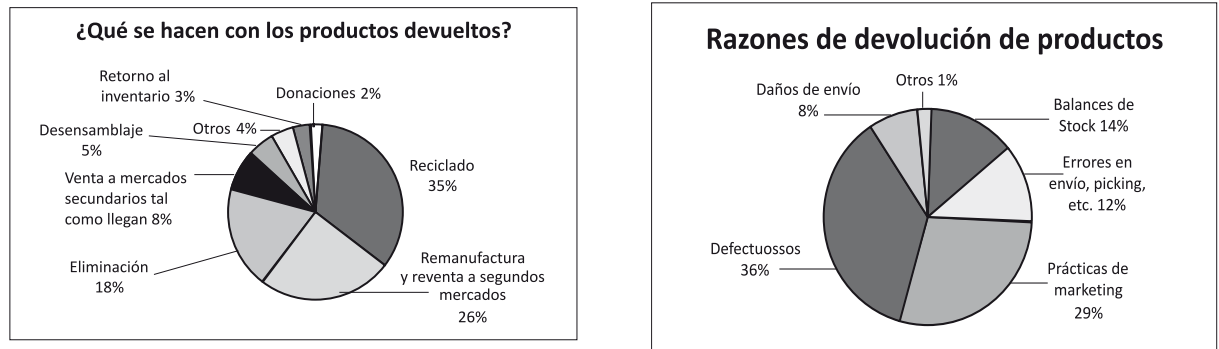 ¿Qué se hacen con los productos devueltos?
Retorno al
inventario 3%
Donaciones 2%
Desensamblaje
5%
Otros 4%
Venta a mercados
secundarios tal
como llegan 8%
Reciclado
35%
Eliminación
18%
Remanufactura
y reventa a segundos
mercados
26%
Razones de devolución de productos
Otros 1%
Daños de envío
8%
Balances de
Stock 14%
Errores en
envío, picking,
etc. 12%
Defectuossos
36%
Prácticas de
marketing
29%